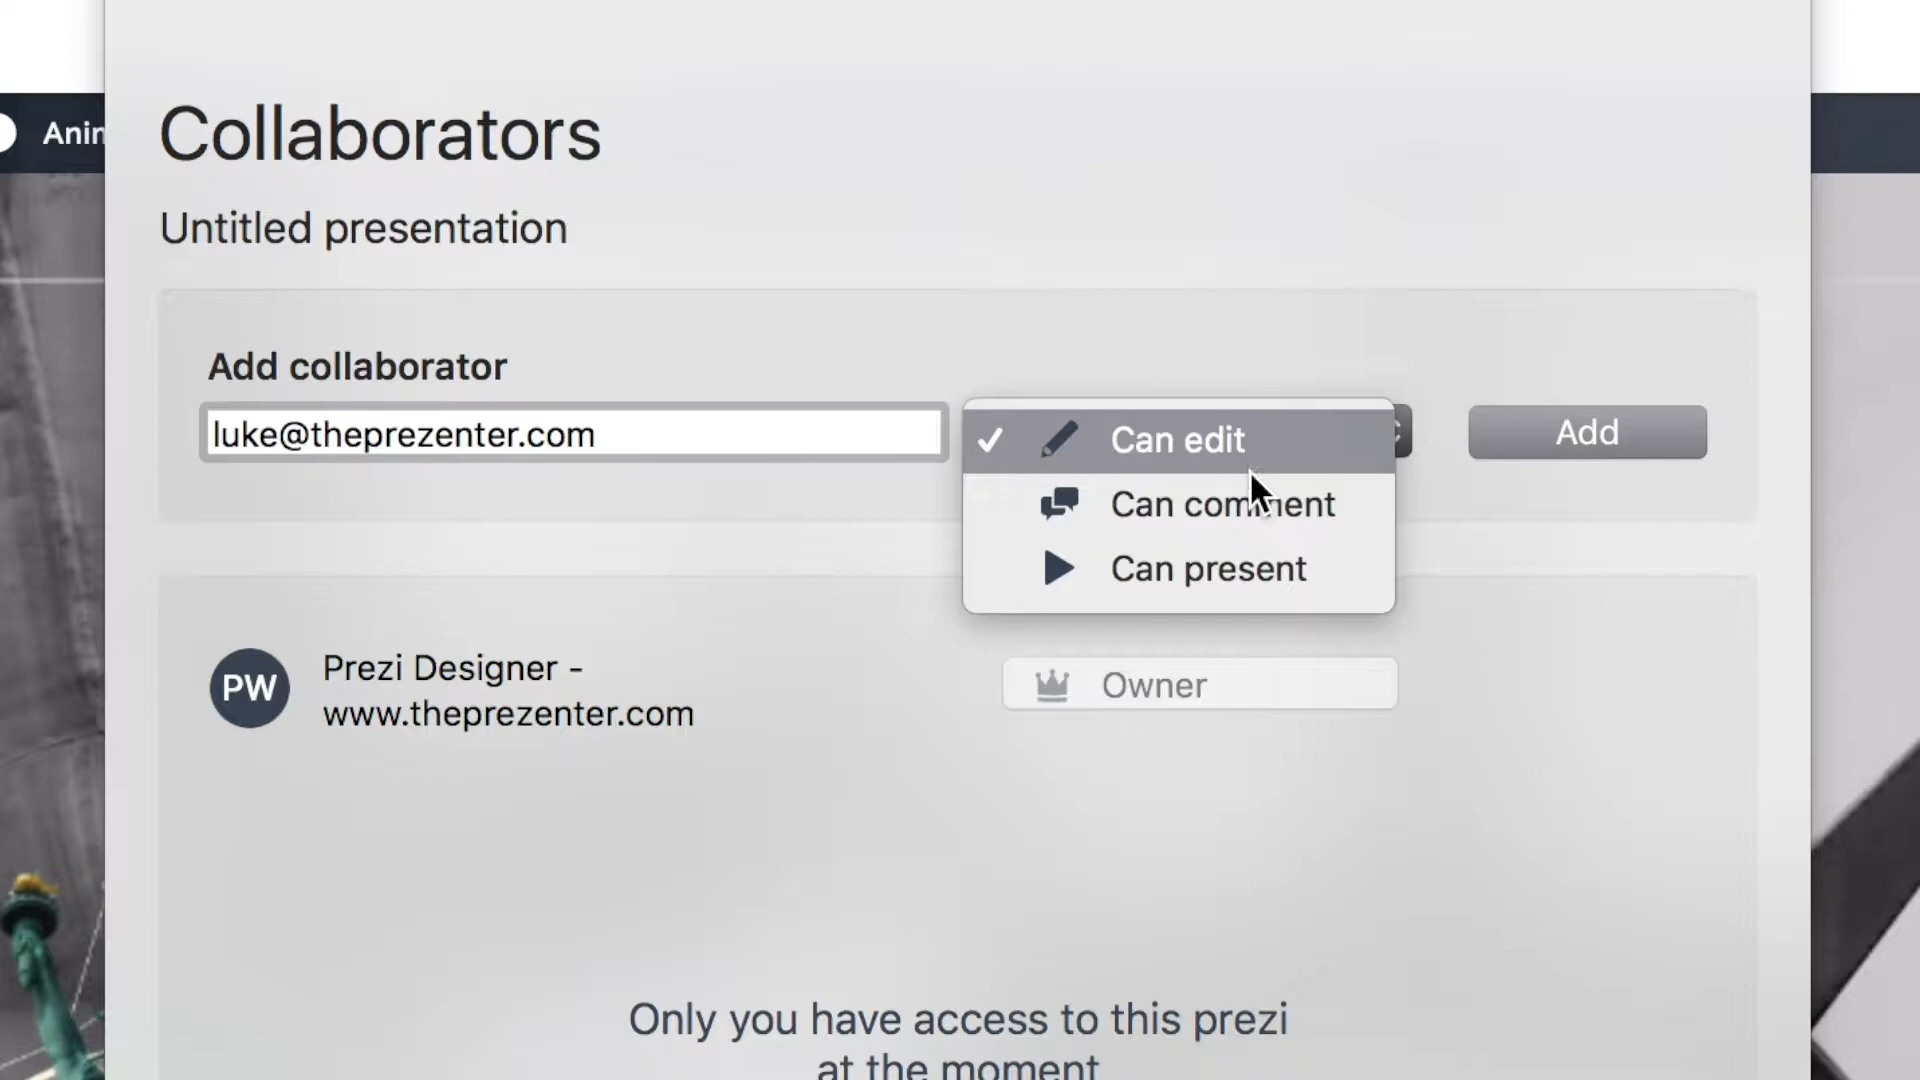 Anin
Collaborators
Untitled presentation
Add collaborator
luke@theprezenter.com
Can edit
Add
Can comment
Can present
PW
Prezi Designer -
www.theprezenter.com
Owner
Only you have access to this prezi
at the moment